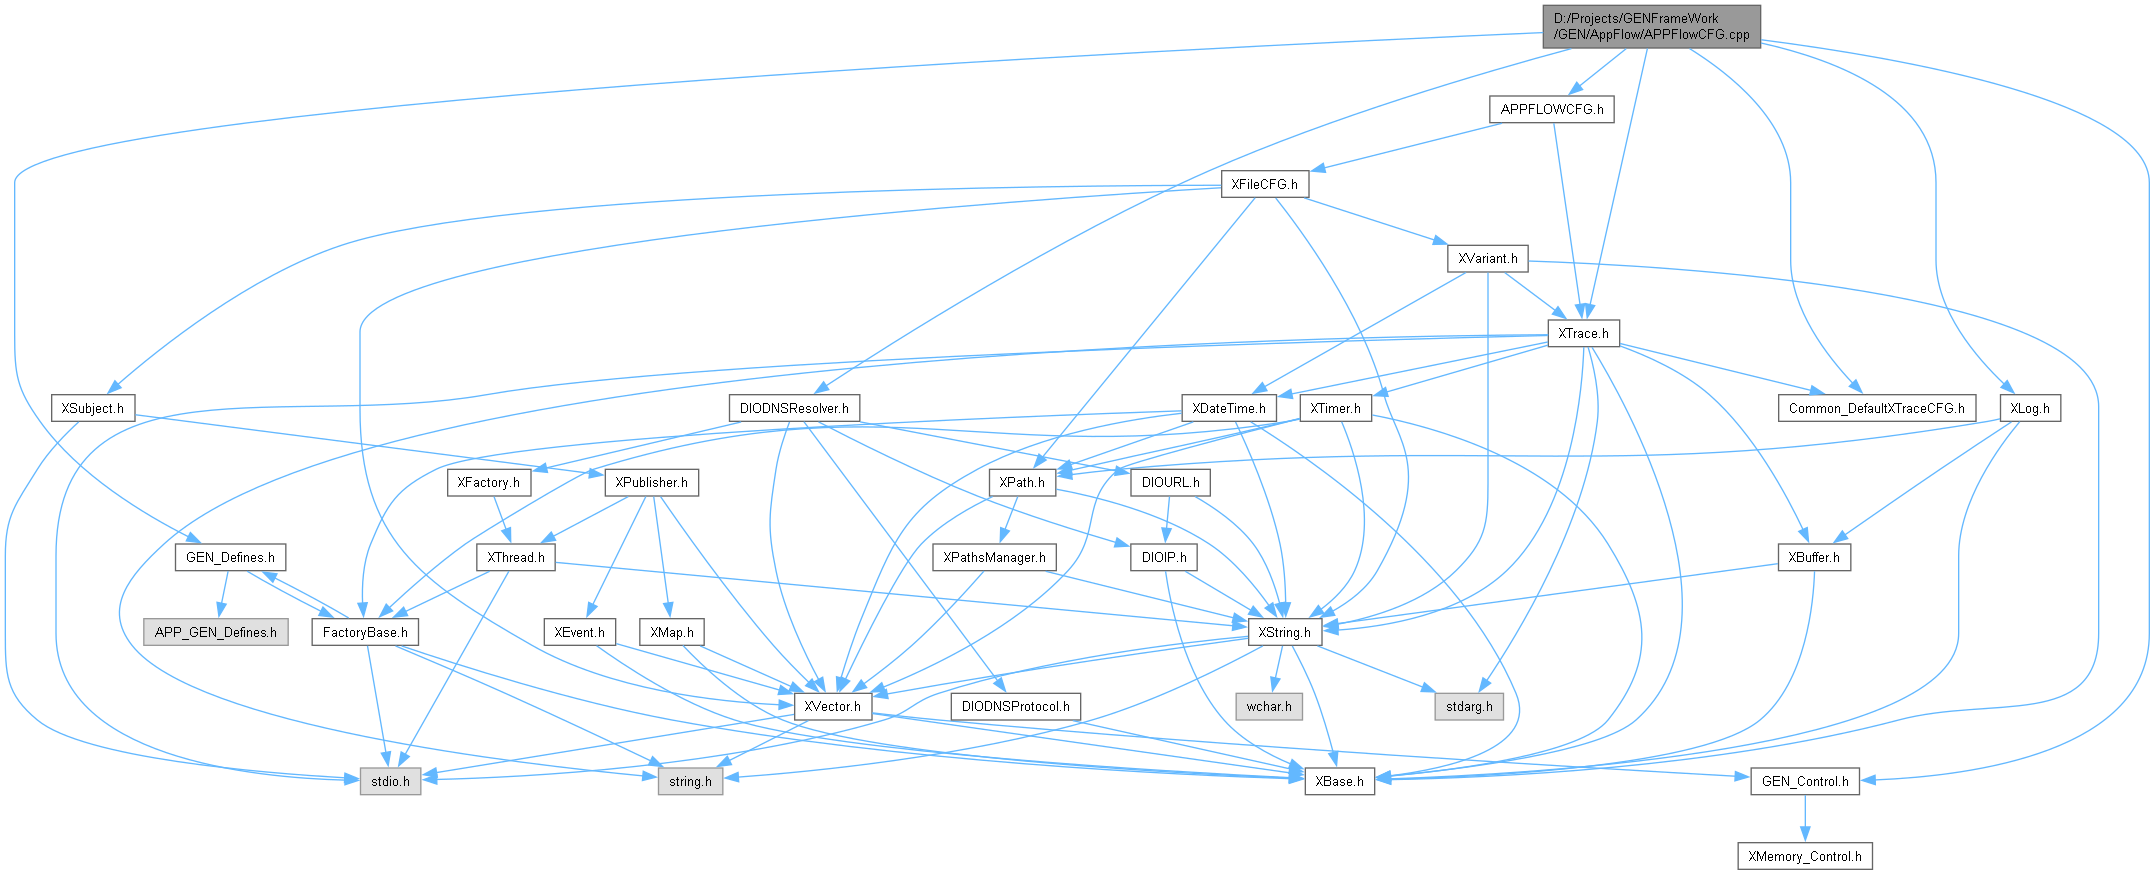 D:/Projects/GENFrameWork
/GEN/AppFlow/APPFlowCFG.cpp
APPFLOWCFG.h
XFileCFG.h
XVariant.h
XTrace.h
XSubject.h
DIODNSResolver.h
XDateTime.h
XTimer.h
Common_DefaultXTraceCFG.h
XLog.h
XFactory.h
XPublisher.h
XPath.h
DIOURL.h
GEN_Defines.h
XThread.h
XPathsManager.h
DIOIP.h
XBuffer.h
APP_GEN_Defines.h
FactoryBase.h
XEvent.h
XMap.h
XString.h
XVector.h
DIODNSProtocol.h
wchar.h
stdarg.h
stdio.h
string.h
XBase.h
GEN_Control.h
XMemory_Control.h